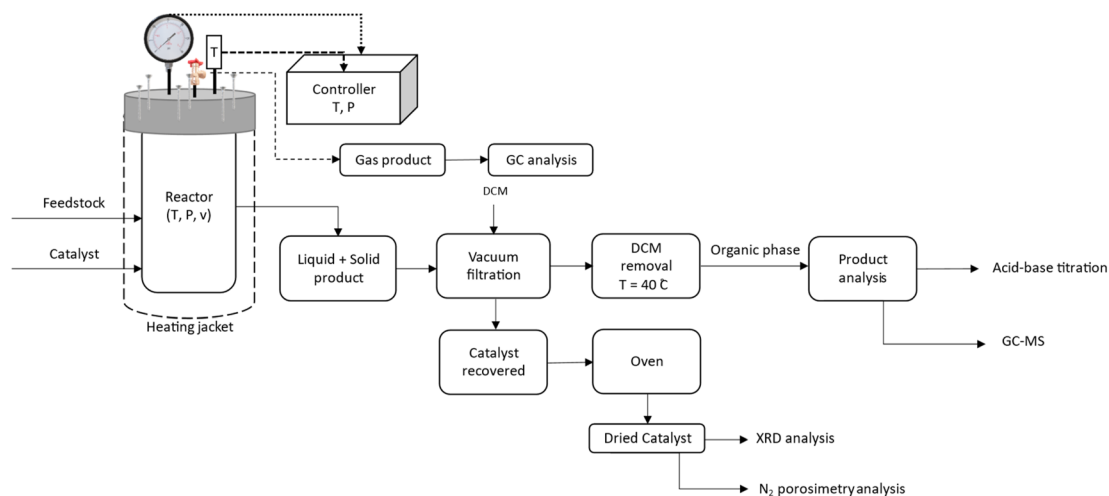 T
Controller
T, P
Gas product
GC analysis
DCM
Feedstock
Reactor
(T, P, v)
Catalyst
Heating jacket
Liquid + Solid
product
Vacuum
filtration
DCM
removal
T = 40 ℃
Organic phase
Product
analysis
Acid-base titration
GC-MS
Catalyst
recovered
Oven
Dried Catalyst
XRD analysis
N₂ porosimetry analysis